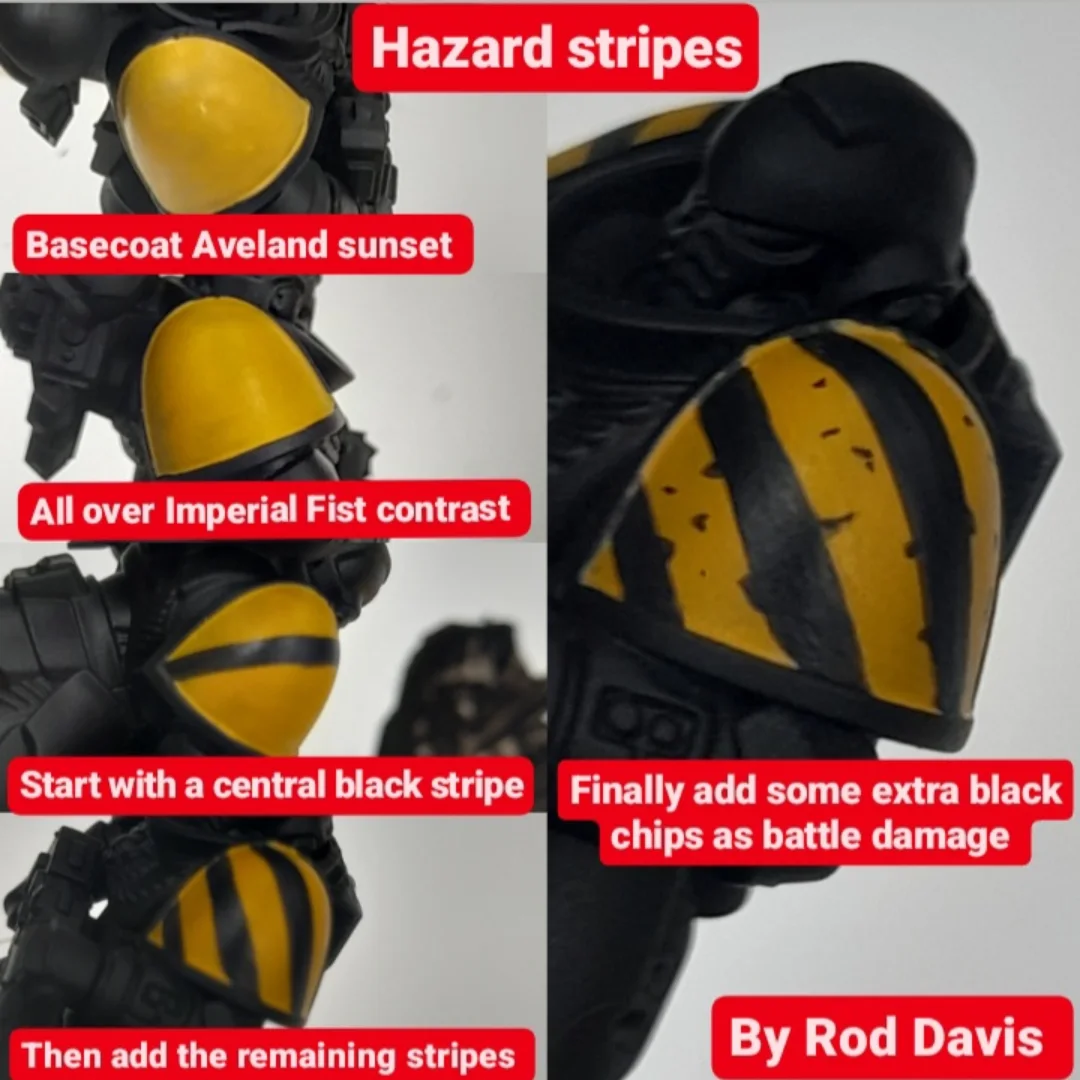 Hazard stripes
Basecoat Aveland sunset
All over Imperial Fist contrast
Start with a central black stripe
Then add the remaining stripes
Finally add some extra black
chips as battle damage
By Rod Davis